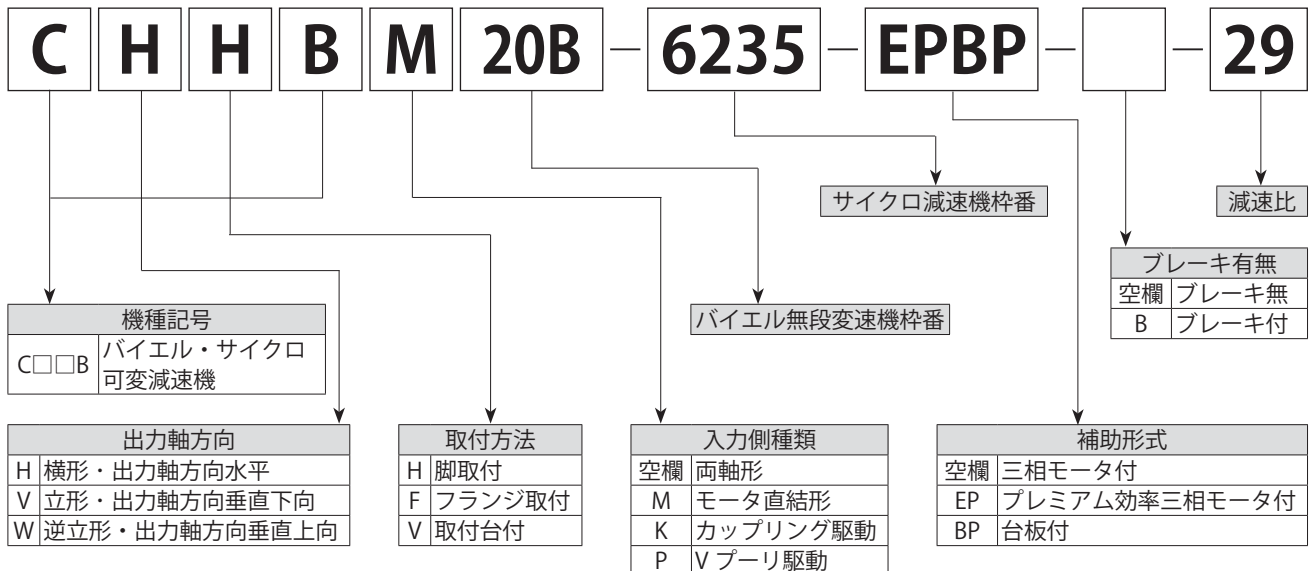 C H H B M 20B － 6235 － EPBP － － 29
サイクロ減速機枠番
減速比
ブレーキ有無
空欄 ブレーキ無
B ブレーキ付
バイエル無段変速機枠番
機種記号
C□□B バイエル・サイクロ
可変減速機
出力軸方向
H 横形・出力軸方向水平
V 立形・出力軸方向垂直下向
W 逆立形・出力軸方向垂直上向
取付方法
H 脚取付
F フランジ取付
V 取付台付
入力側種類
空欄 両軸形
M モータ直結形
K カップリング駆動
P Vプーリ駆動
補助形式
空欄 三相モータ付
EP プレミアム効率三相モータ付
BP 台板付